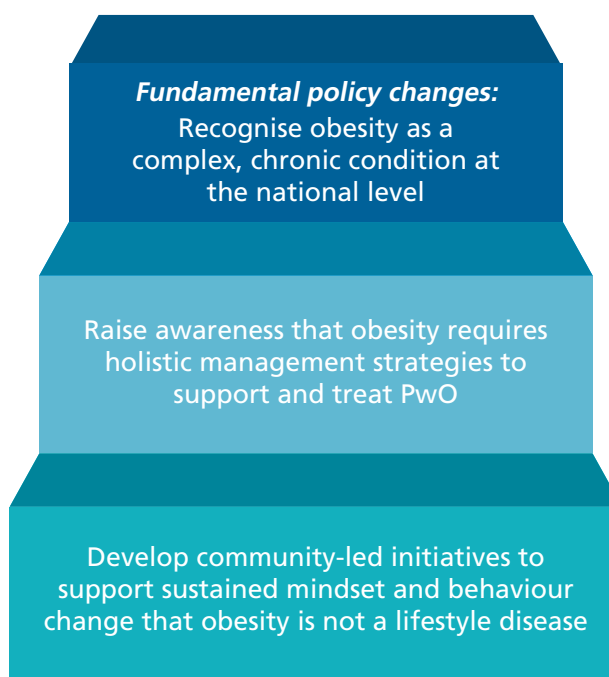 Fundamental policy changes:
Recognise obesity as a
complex, chronic condition at
the national level
Raise awareness that obesity requires
holistic management strategies to
support and treat PwO
Develop community-led initiatives to
support sustained mindset and behaviour
change that obesity is not a lifestyle disease